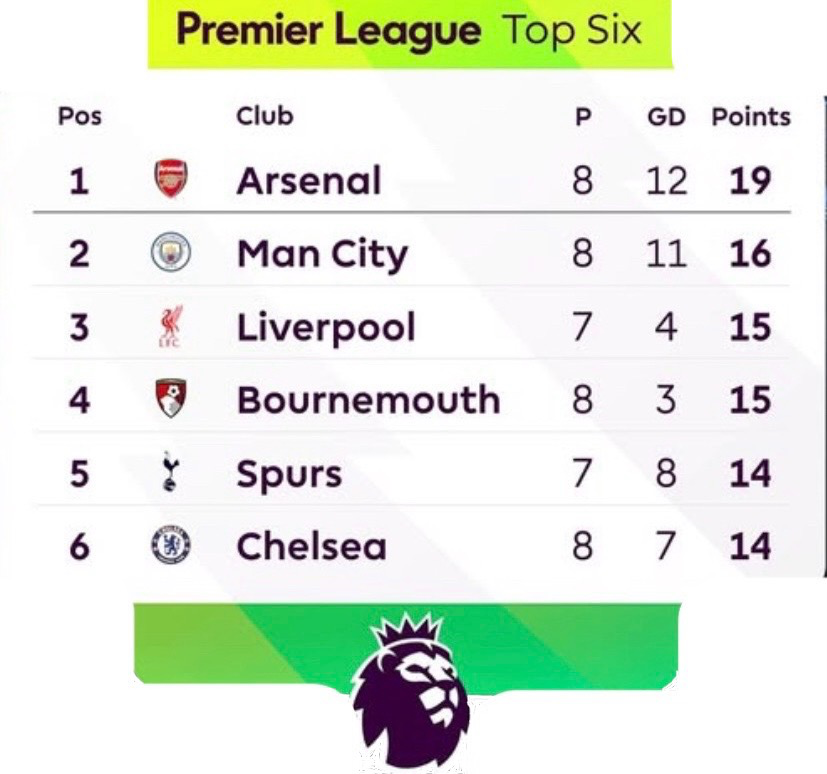 Premier League Top Six
Pos Club P GD Points
1 Arsenal 8 12 19
2 Man City 8 11 16
3 LFC Liverpool 7 4 15
4 Bournemouth 8 3 15
5 Spurs 7 8 14
6 Chelsea 8 7 14